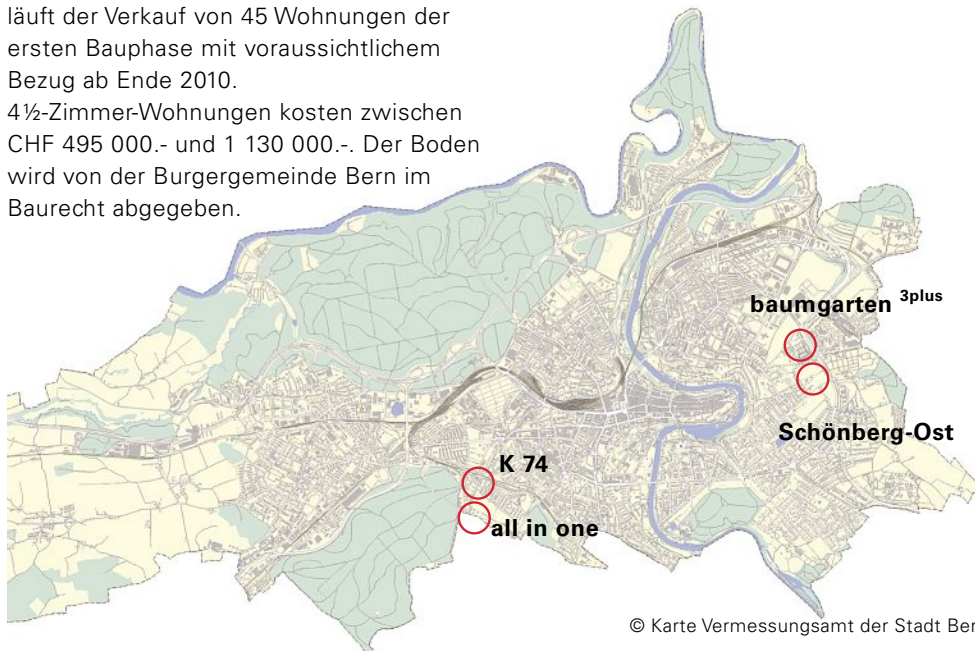 läuft der Verkauf von 45 Wohnungen der
ersten Bauphase mit voraussichtlichem
Bezug ab Ende 2010.
4½-Zimmer-Wohnungen kosten zwischen
CHF 495 000.- und 1 130 000.-. Der Boden
wird von der Burgergemeinde Bern im
Baurecht abgegeben.
baumgarten 3plus
Schönberg-Ost
K 74
all in one
© Karte Vermessungsamt der Stadt Ber